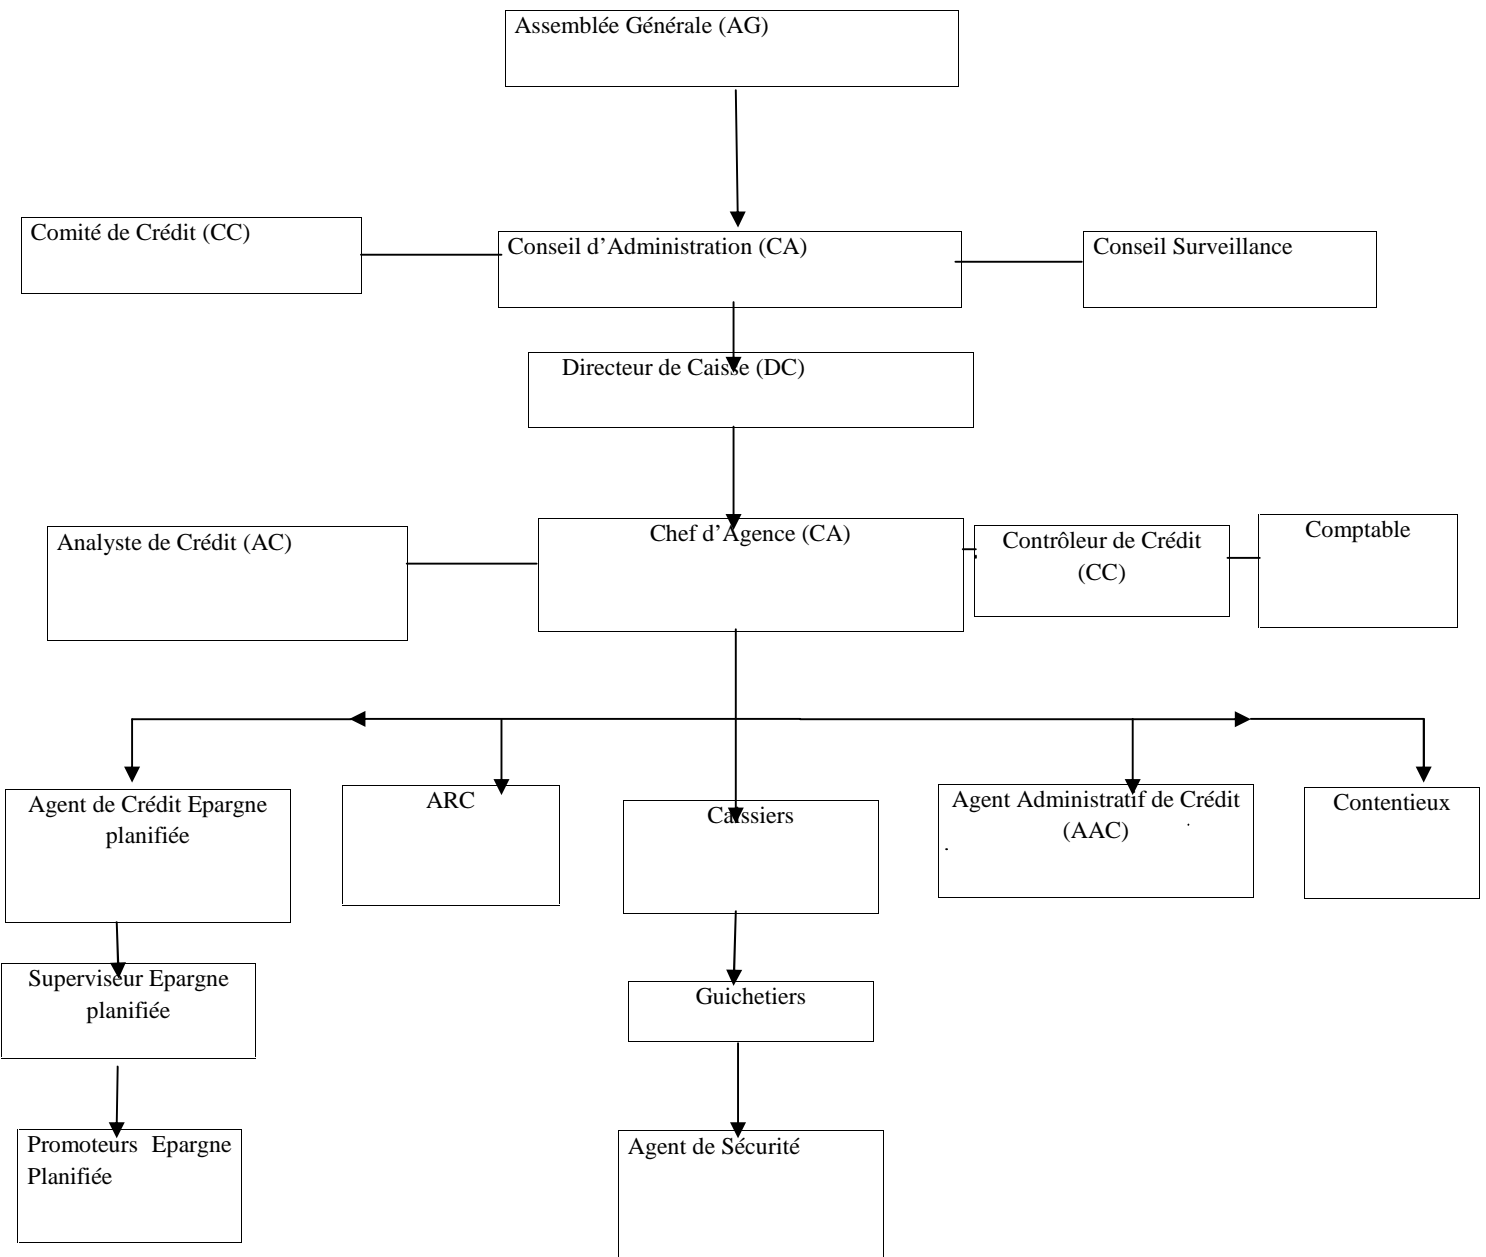 Assemblée Générale (AG)
Comité de Crédit (CC)
Conseil d’Administration (CA)
Conseil Surveillance
Directeur de Caisse (DC)
Analyste de Crédit (AC)
Chef d’Agence (CA)
Contrôleur de Crédit
(CC)
Comptable
Agent de Crédit Epargne
planifiée
ARC
Caissiers
Agent Administratif de Crédit
(AAC)
Contentieux
Superviseur Epargne
planifiée
Guichetiers
Promoteurs Epargne
Planifiée
Agent de Sécurité